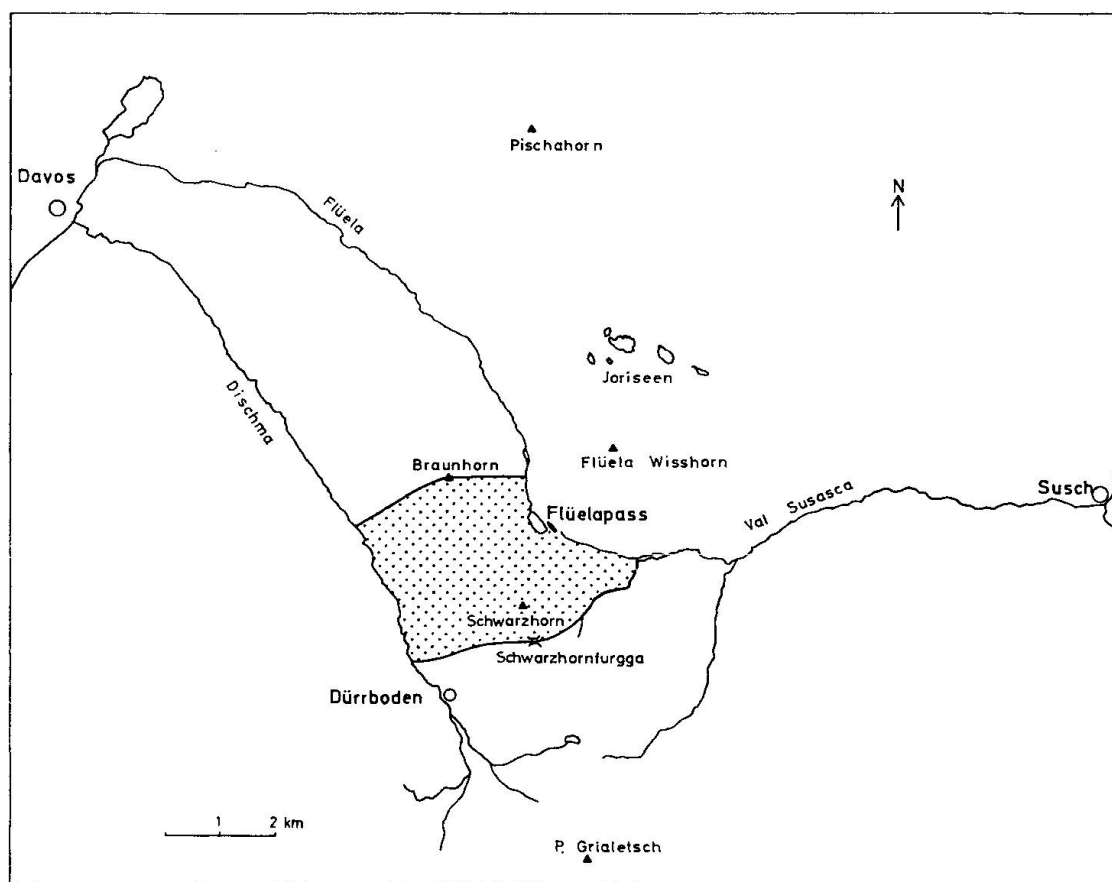 Pischahorn
Davos
N
Flüela
Joriseen
Dischma
Braunhorn
Flüela Wisshorn
Susch
Val Susasca
Flüelapass
Schwarzhorn
Schwarzhornfurgga
Dürrboden
1 2 km
P. Grialetsch